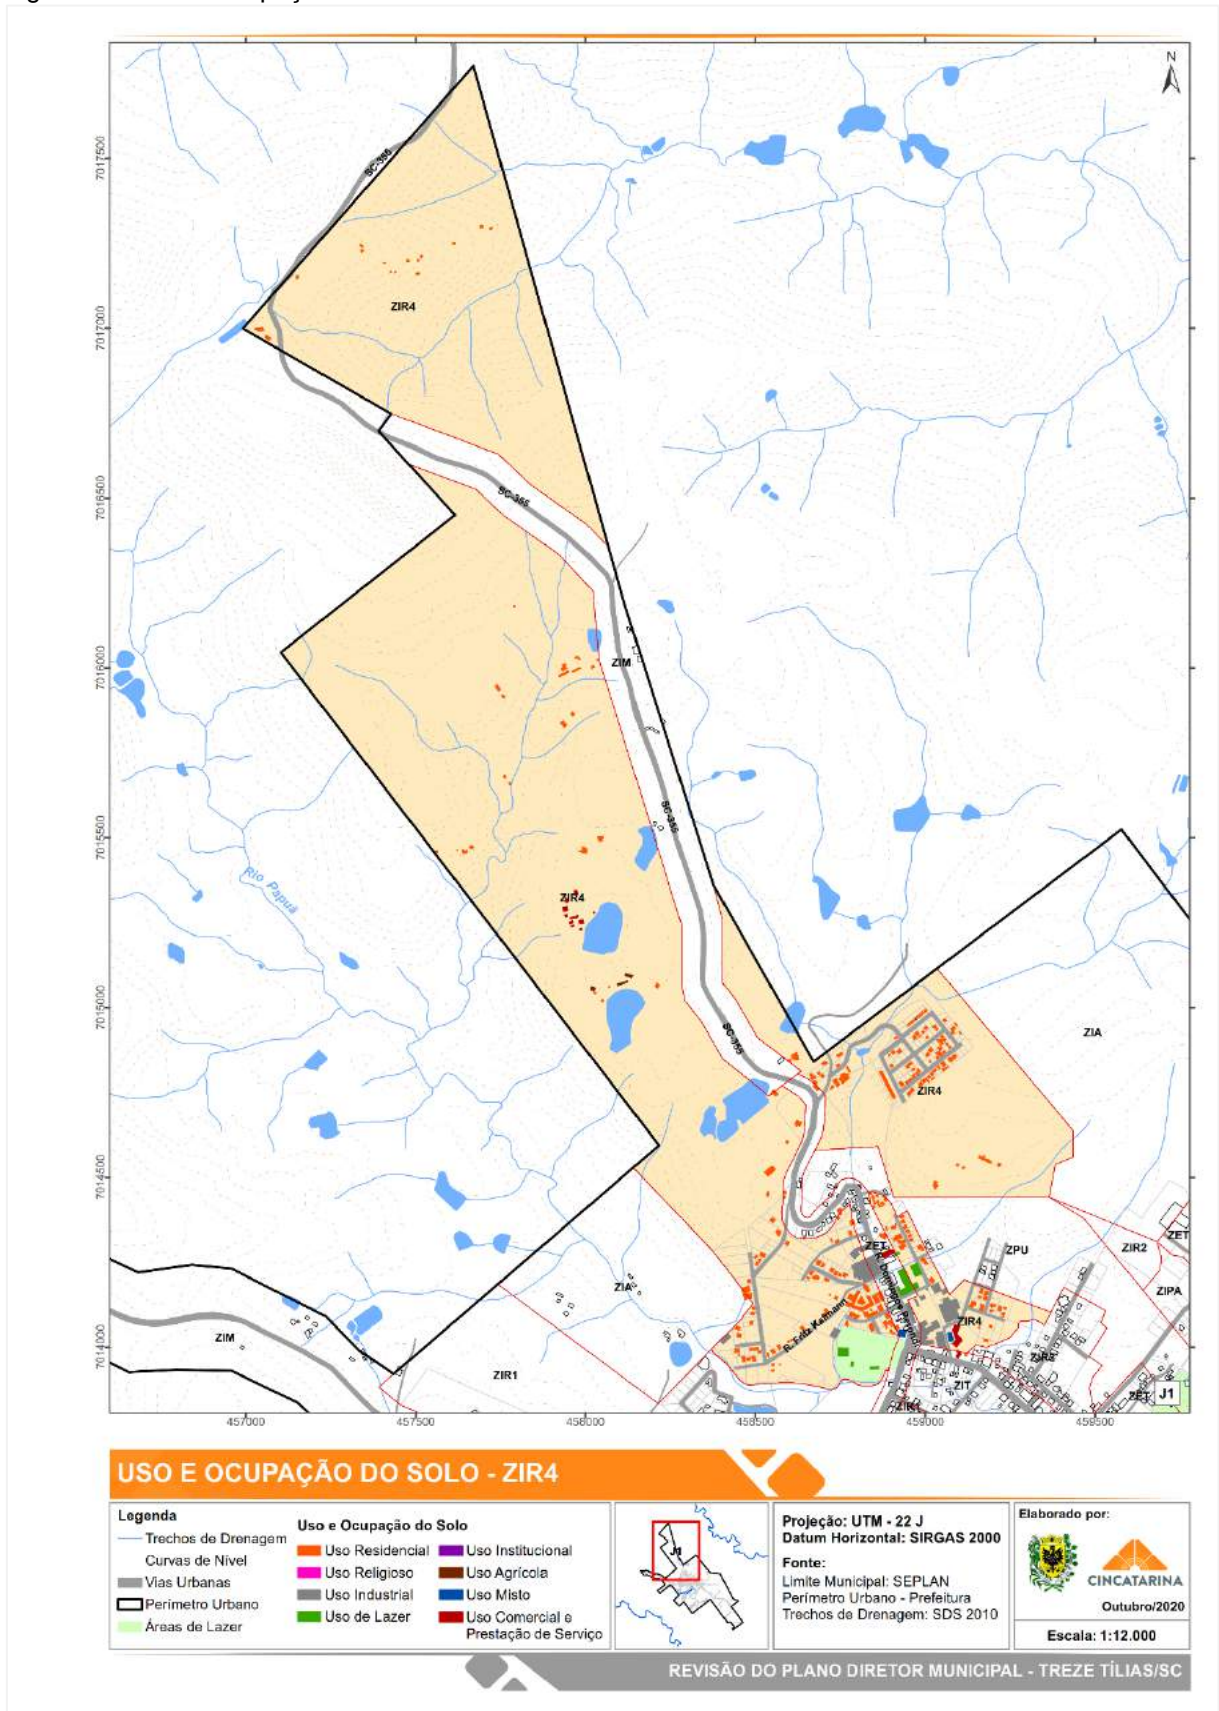 N
7017500
7017000
7016500
7016000
7015500
7015000
7014500
7014000
SC-355
ZIR4
SC-355
ZIM
SC-355
Rio Papuã
ZIR4
SC-355
ZIA
ZIR4
ZET
ZPU
ZIR2
ZET
ZIPA
ZIA
R. Fritz Kalmann
ZIR4
ZIM
ZIR1
ZIT
ZET
J1
457000
457500
458000
458500
459000
459500
USO E OCUPAÇÃO DO SOLO - ZIR4
Legenda
Trechos de Drenagem
Curvas de Nível
Vias Urbanas
Perímetro Urbano
Áreas de Lazer
Uso e Ocupação do Solo
Uso Residencial
Uso Religioso
Uso Industrial
Uso de Lazer
Uso Institucional
Uso Agrícola
Uso Misto
Uso Comercial e
Prestação de Serviço
J1
Projeção: UTM - 22 J
Datum Horizontal: SIRGAS 2000
Fonte:
Limite Municipal: SEPLAN
Perímetro Urbano - Prefeitura
Trechos de Drenagem: SDS 2010
Elaborado por:
CINCATARINA
Outubro/2020
Escala: 1:12.000
REVISÃO DO PLANO DIRETOR MUNICIPAL - TREZE TÍLIAS/SC